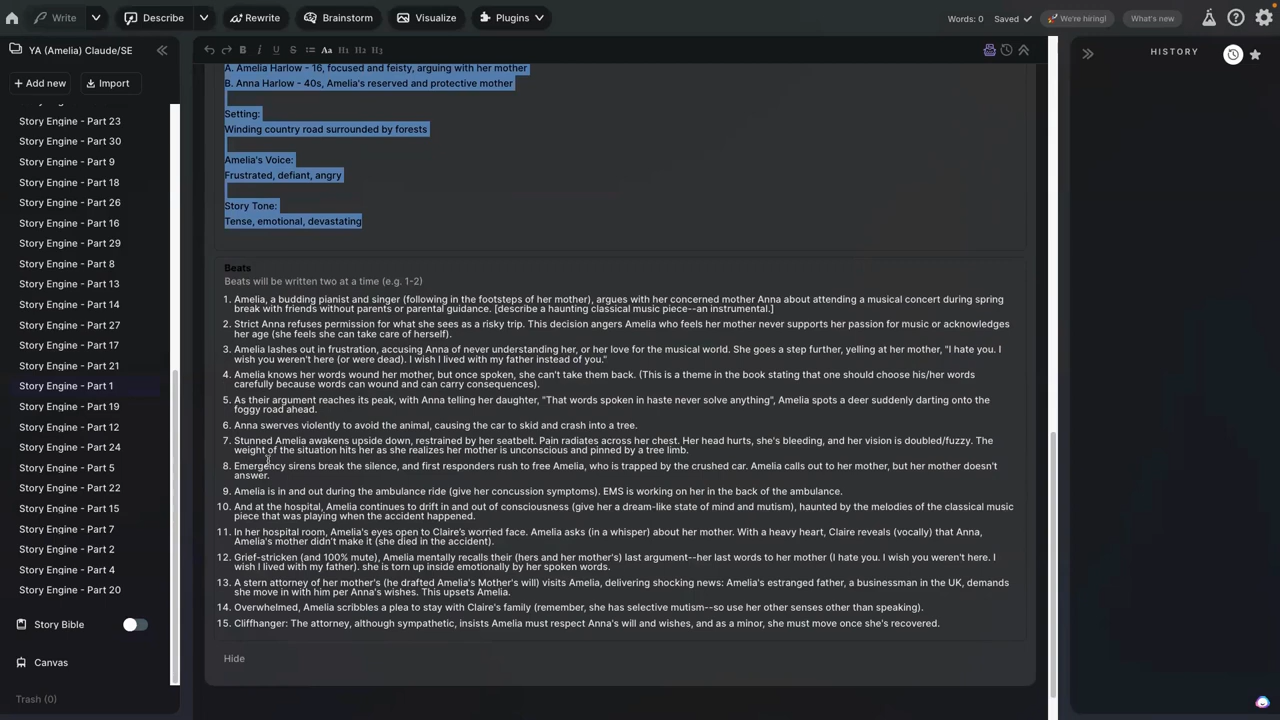 Write
Describe
Rewrite
Brainstorm
Visualize
Plugins
Words: 0
Saved
We're hiring!
What's new
YA (Amelia) Claude/SE
Add new
Import
Story Engine - Part 23
Story Engine - Part 30
Story Engine - Part 9
Story Engine - Part 18
Story Engine - Part 26
Story Engine - Part 16
Story Engine - Part 29
Story Engine - Part 8
Story Engine - Part 13
Story Engine - Part 14
Story Engine - Part 27
Story Engine - Part 17
Story Engine - Part 21
Story Engine - Part 1
Story Engine - Part 19
Story Engine - Part 12
Story Engine - Part 24
Story Engine - Part 5
Story Engine - Part 22
Story Engine - Part 15
Story Engine - Part 7
Story Engine - Part 2
Story Engine - Part 4
Story Engine - Part 20
Story Bible
Canvas
Trash (0)
B i U S Aa H1 H2 H3
A. Amelia Harlow - 16, focused and feisty, arguing with her mother
B. Anna Harlow - 40s, Amelia's reserved and protective mother
Setting:
Winding country road surrounded by forests
Amelia's Voice:
Frustrated, defiant, angry
Story Tone:
Tense, emotional, devastating
Beats
Beats will be written two at a time (e.g. 1-2)
1. Amelia, a budding pianist and singer (following in the footsteps of her mother), argues with her concerned mother Anna about attending a musical concert during spring
break with friends without parents or parental guidance. [describe a haunting classical music piece--an instrumental.]
2. Strict Anna refuses permission for what she sees as a risky trip. This decision angers Amelia who feels her mother never supports her passion for music or acknowledges
her age (she feels she can take care of herself).
3. Amelia lashes out in frustration, accusing Anna of never understanding her, or her love for the musical world. She goes a step further, yelling at her mother, "I hate you. I
wish you weren't here (or were dead). I wish I lived with my father instead of you."
4. Amelia knows her words wound her mother, but once spoken, she can't take them back. (This is a theme in the book stating that one should choose his/her words
carefully because words can wound and can carry consequences).
5. As their argument reaches its peak, with Anna telling her daughter, "That words spoken in haste never solve anything", Amelia spots a deer suddenly darting onto the
foggy road ahead.
6. Anna swerves violently to avoid the animal, causing the car to skid and crash into a tree.
7. Stunned Amelia awakens upside down, restrained by her seatbelt. Pain radiates across her chest. Her head hurts, she's bleeding, and her vision is doubled/fuzzy. The
weight of the situation hits her as she realizes her mother is unconscious and pinned by a tree limb.
8. Emergency sirens break the silence, and first responders rush to free Amelia, who is trapped by the crushed car. Amelia calls out to her mother, but her mother doesn't
answer.
9. Amelia is in and out during the ambulance ride (give her concussion symptoms). EMS is working on her in the back of the ambulance.
10. And at the hospital, Amelia continues to drift in and out of consciousness (give her a dream-like state of mind and mutism), haunted by the melodies of the classical music
piece that was playing when the accident happened.
11. In her hospital room, Amelia's eyes open to Claire's worried face. Amelia asks (in a whisper) about her mother. With a heavy heart, Claire reveals (vocally) that Anna,
Amelia's mother didn't make it (she died in the accident).
12. Grief-stricken (and 100% mute), Amelia mentally recalls their (hers and her mother's) last argument--her last words to her mother (I hate you. I wish you weren't here. I
wish I lived with my father). she is torn up inside emotionally by her spoken words.
13. A stern attorney of her mother's (he drafted Amelia's Mother's will) visits Amelia, delivering shocking news: Amelia's estranged father, a businessman in the UK, demands
she move in with him per Anna's wishes. This upsets Amelia.
14. Overwhelmed, Amelia scribbles a plea to stay with Claire's family (remember, she has selective mutism--so use her other senses other than speaking).
15. Cliffhanger: The attorney, although sympathetic, insists Amelia must respect Anna's will and wishes, and as a minor, she must move once she's recovered.
Hide
HISTORY